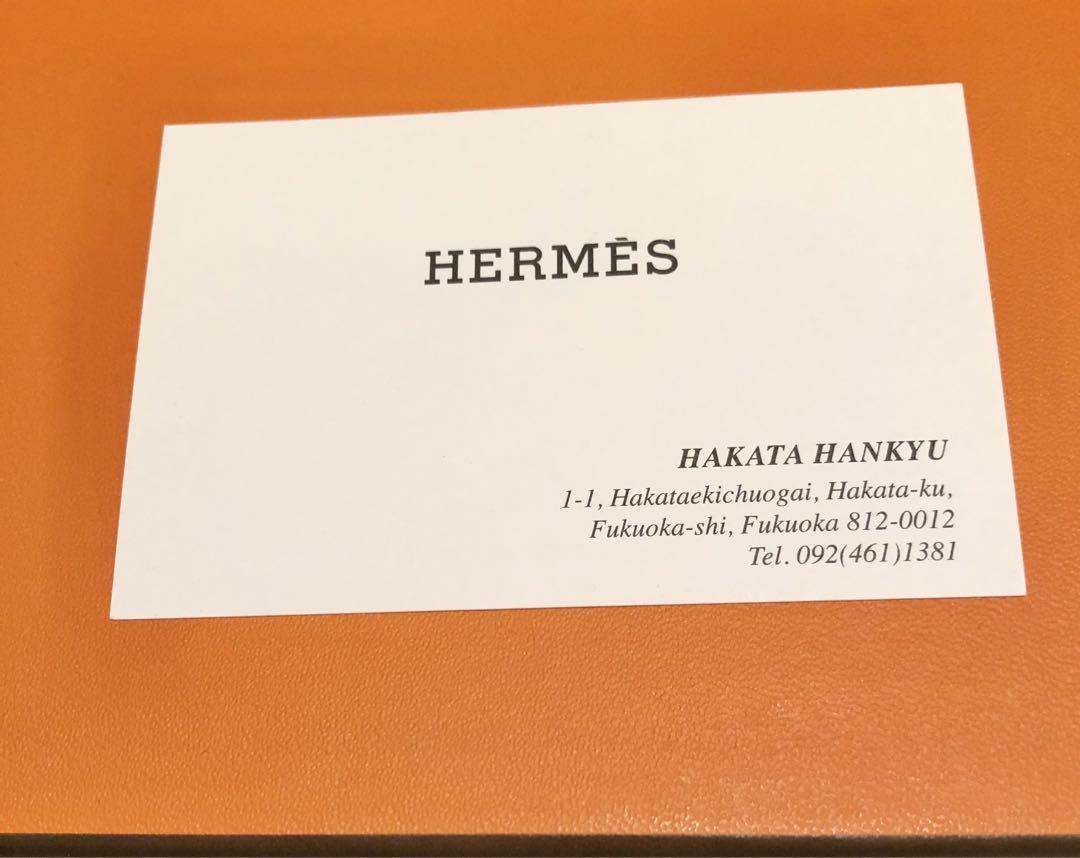 HERMÈS
HAKATA HANKYU
1-1, Hakataekichuogai, Hakata-ku,
Fukuoka-shi, Fukuoka 812-0012
Tel. 092(461)1381